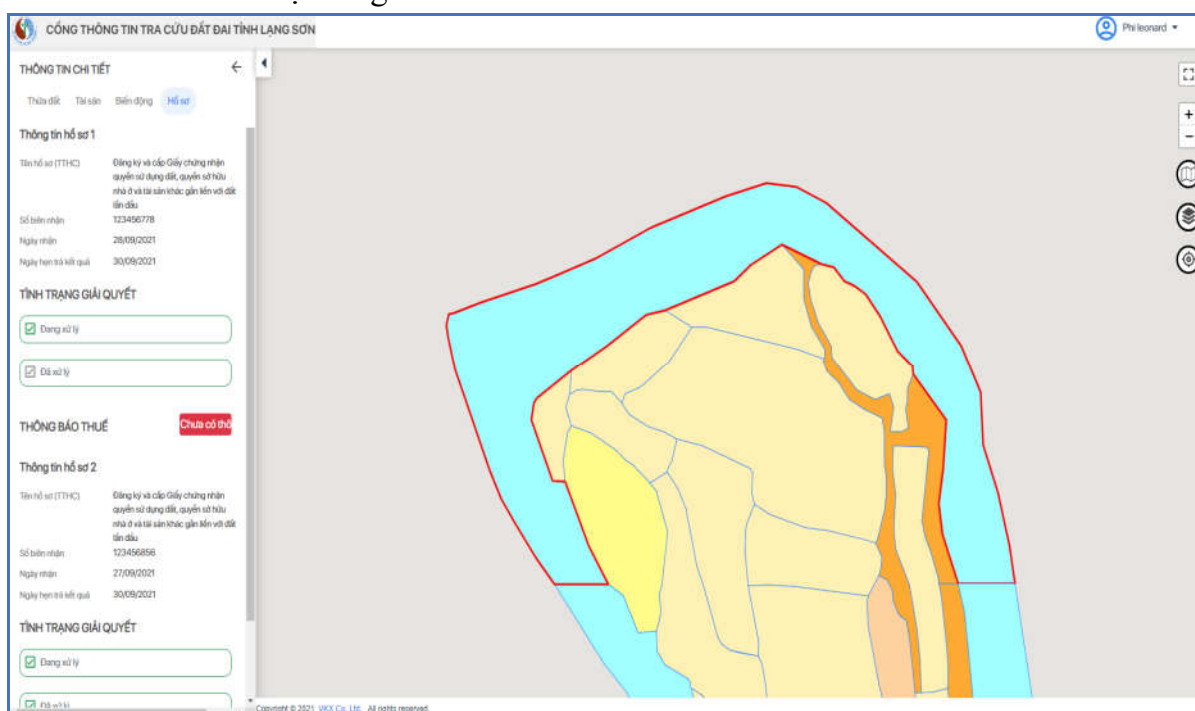 CỔNG THÔNG TIN TRA CỨU ĐẤT ĐAI TỈNH LẠNG SƠN
Phi leonard
THÔNG TIN CHI TIẾT
Thửa đất Tài sản Biến động Hồ sơ
Thông tin hồ sơ 1
Tên hồ sơ (TTHC)
Đăng ký và cấp Giấy chứng nhận
quyền sử dụng đất, quyền sở hữu
nhà ở và tài sản khác gắn liền với đất
lần đầu
Số biên nhận 123456778
Ngày nhận 28/09/2021
Ngày hẹn trả kết quả 30/09/2021
TÌNH TRẠNG GIẢI QUYẾT
Đang xử lý
Đã xử lý
THÔNG BÁO THUẾ Chưa có thô
Thông tin hồ sơ 2
Tên hồ sơ (TTHC)
Đăng ký và cấp Giấy chứng nhận
quyền sử dụng đất, quyền sở hữu
nhà ở và tài sản khác gắn liền với đất
lần đầu
Số biên nhận 123456856
Ngày nhận 27/09/2021
Ngày hẹn trả kết quả 30/09/2021
TÌNH TRẠNG GIẢI QUYẾT
Đang xử lý
Đã xử lý
Copyright © 2021 VKX Co., Ltd. All rights reserved.